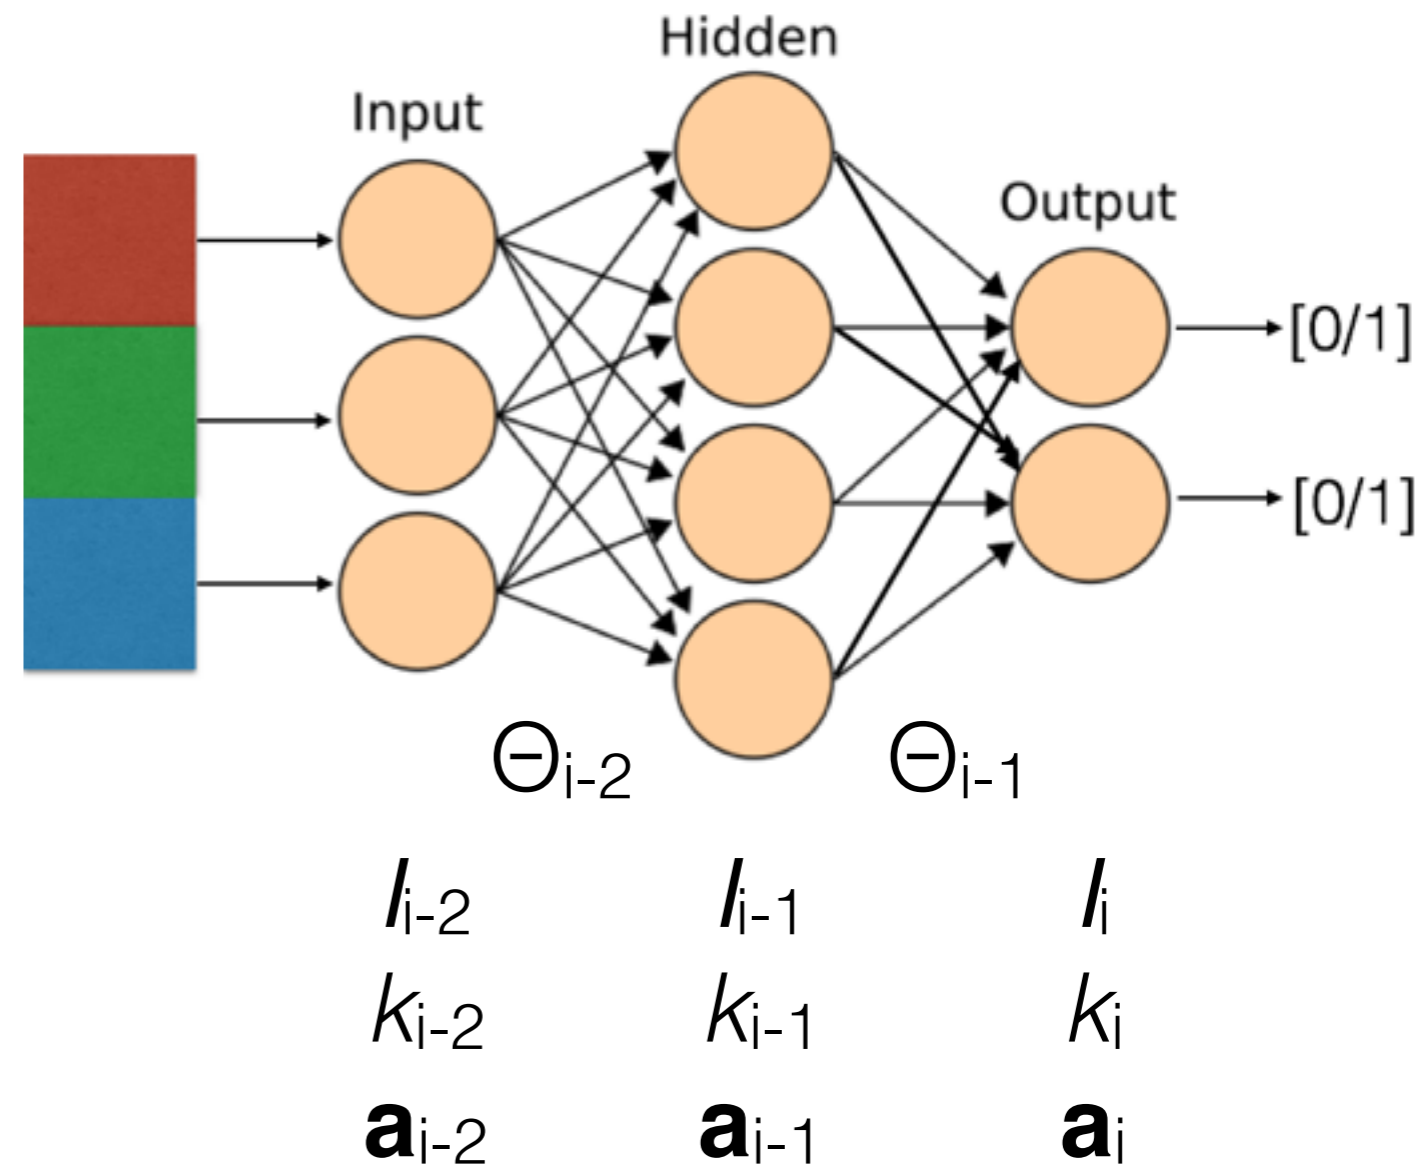 Hidden
Input
Output
[0/1]
[0/1]
Θi-2 Θi-1
li-2 li-1 li
ki-2 ki-1 ki
ai-2 ai-1 ai